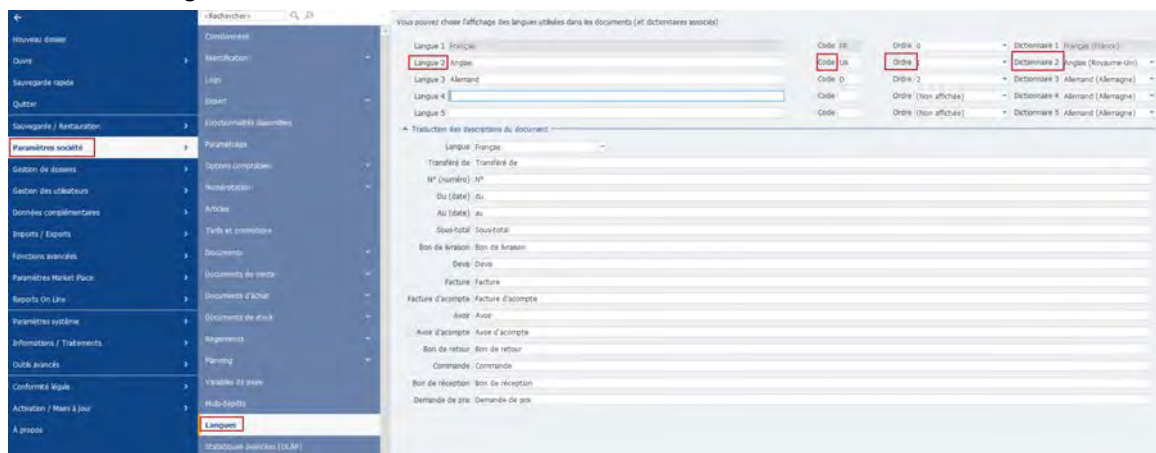 <Rechercher>
Nouveau dossier
Ouvrir
Sauvegarde rapide
Quitter
Sauvegarde / Restauration
Paramètres société
Gestion de dossiers
Gestion des utilisateurs
Données complémentaires
Imports / Exports
Fonctions avancées
Paramètres Market Place
Reports On Line
Paramètres système
Informations / Traitements
Outils avancés
Conformité légale
Activation / Mises à jour
À propos
Coordonnées
Identification
Logo
Expert
Fonctionnalités disponibles
Paramétrage
Options comptables
Numérotation
Articles
Tarifs et promotions
Documents
Documents de vente
Documents d'achat
Documents de stock
Règlements
Planning
Variables de paye
Multi-dépôts
Langues
Statistiques avancées (OLAP)
Vous pouvez choisir l'affichage des langues utilisées dans les documents (et dictionnaires associés)
Langue 1 Français Code FR Ordre 0 Dictionnaire 1 Français (France)
Langue 2 Anglais Code UK Ordre 1 Dictionnaire 2 Anglais (Royaume-Uni)
Langue 3 Allemand Code D Ordre 2 Dictionnaire 3 Allemand (Allemagne)
Langue 4 Code Ordre (Non affichée) Dictionnaire 4 Allemand (Allemagne)
Langue 5 Code Ordre (Non affichée) Dictionnaire 5 Allemand (Allemagne)
Traduction des descriptions du document
Langue Français
Transféré de Transféré de
N° (numéro) N°
Du (date) du
Au (date) au
Sous-total Sous-total
Bon de livraison Bon de livraison
Devis Devis
Facture Facture
Facture d'acompte Facture d'acompte
Avoir Avoir
Avoir d'acompte Avoir d'acompte
Bon de retour Bon de retour
Commande Commande
Bon de réception Bon de réception
Demande de prix Demande de prix